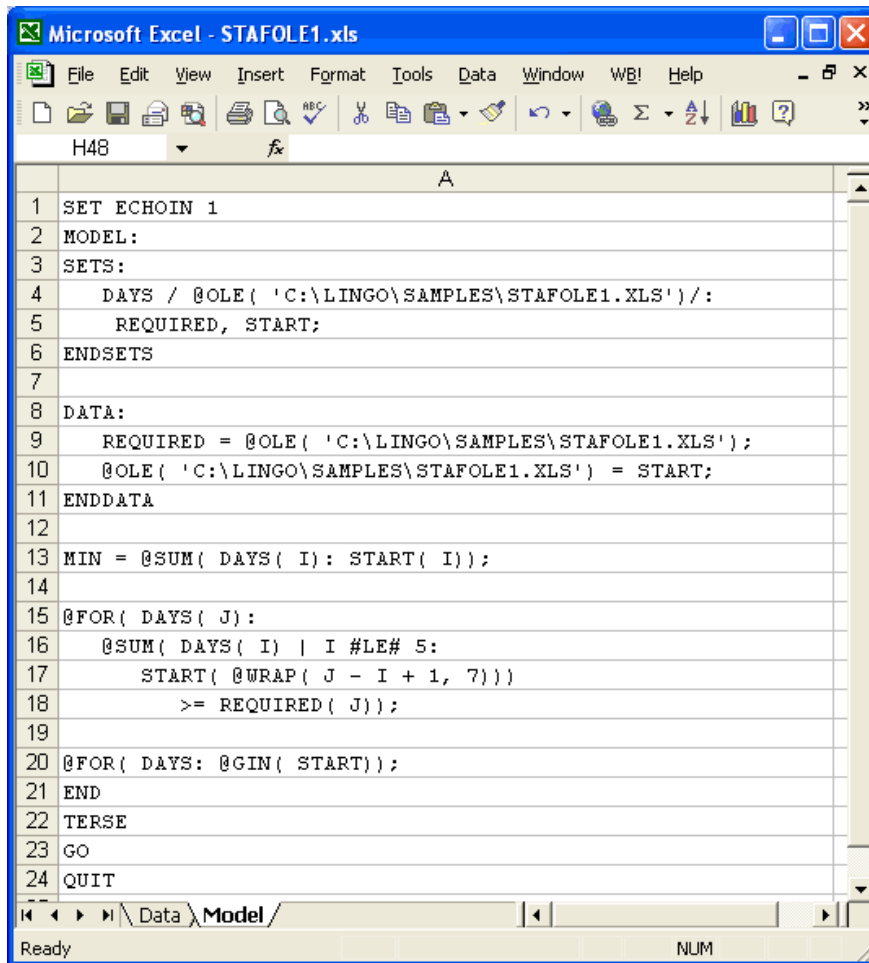 Microsoft Excel - STAFOLE1.xls
File Edit View Insert Format Tools Data Window WB! Help
H48 fx
A
1 SET ECHOIN 1
2 MODEL:
3 SETS:
4 DAYS / @OLE( 'C:\LINGO\SAMPLES\STAFOLE1.XLS')/:
5 REQUIRED, START;
6 ENDSETS
7
8 DATA:
9 REQUIRED = @OLE( 'C:\LINGO\SAMPLES\STAFOLE1.XLS');
10 @OLE( 'C:\LINGO\SAMPLES\STAFOLE1.XLS') = START;
11 ENDDATA
12
13 MIN = @SUM( DAYS( I): START( I));
14
15 @FOR( DAYS( J):
16 @SUM( DAYS( I) | I #LE# 5:
17 START( @WRAP( J - I + 1, 7)))
18 >= REQUIRED( J));
19
20 @FOR( DAYS: @GIN( START));
21 END
22 TERSE
23 GO
24 QUIT
Data Model
Ready NUM